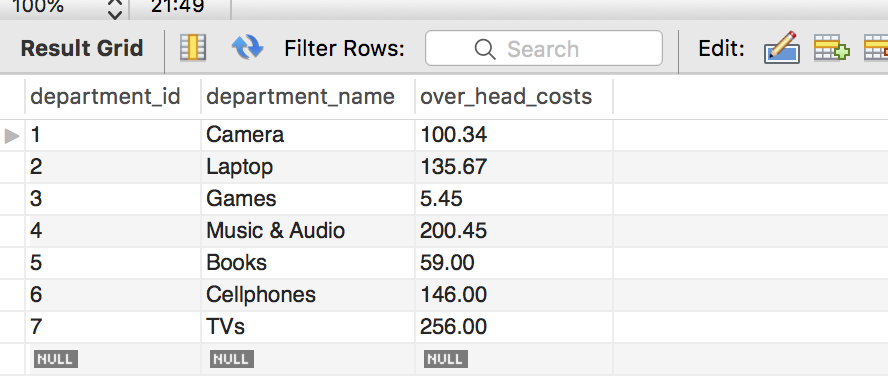 100% 21:49
Result Grid Filter Rows: Search Edit:
department_id department_name over_head_costs
1 Camera 100.34
2 Laptop 135.67
3 Games 5.45
4 Music & Audio 200.45
5 Books 59.00
6 Cellphones 146.00
7 TVs 256.00
NULL NULL NULL